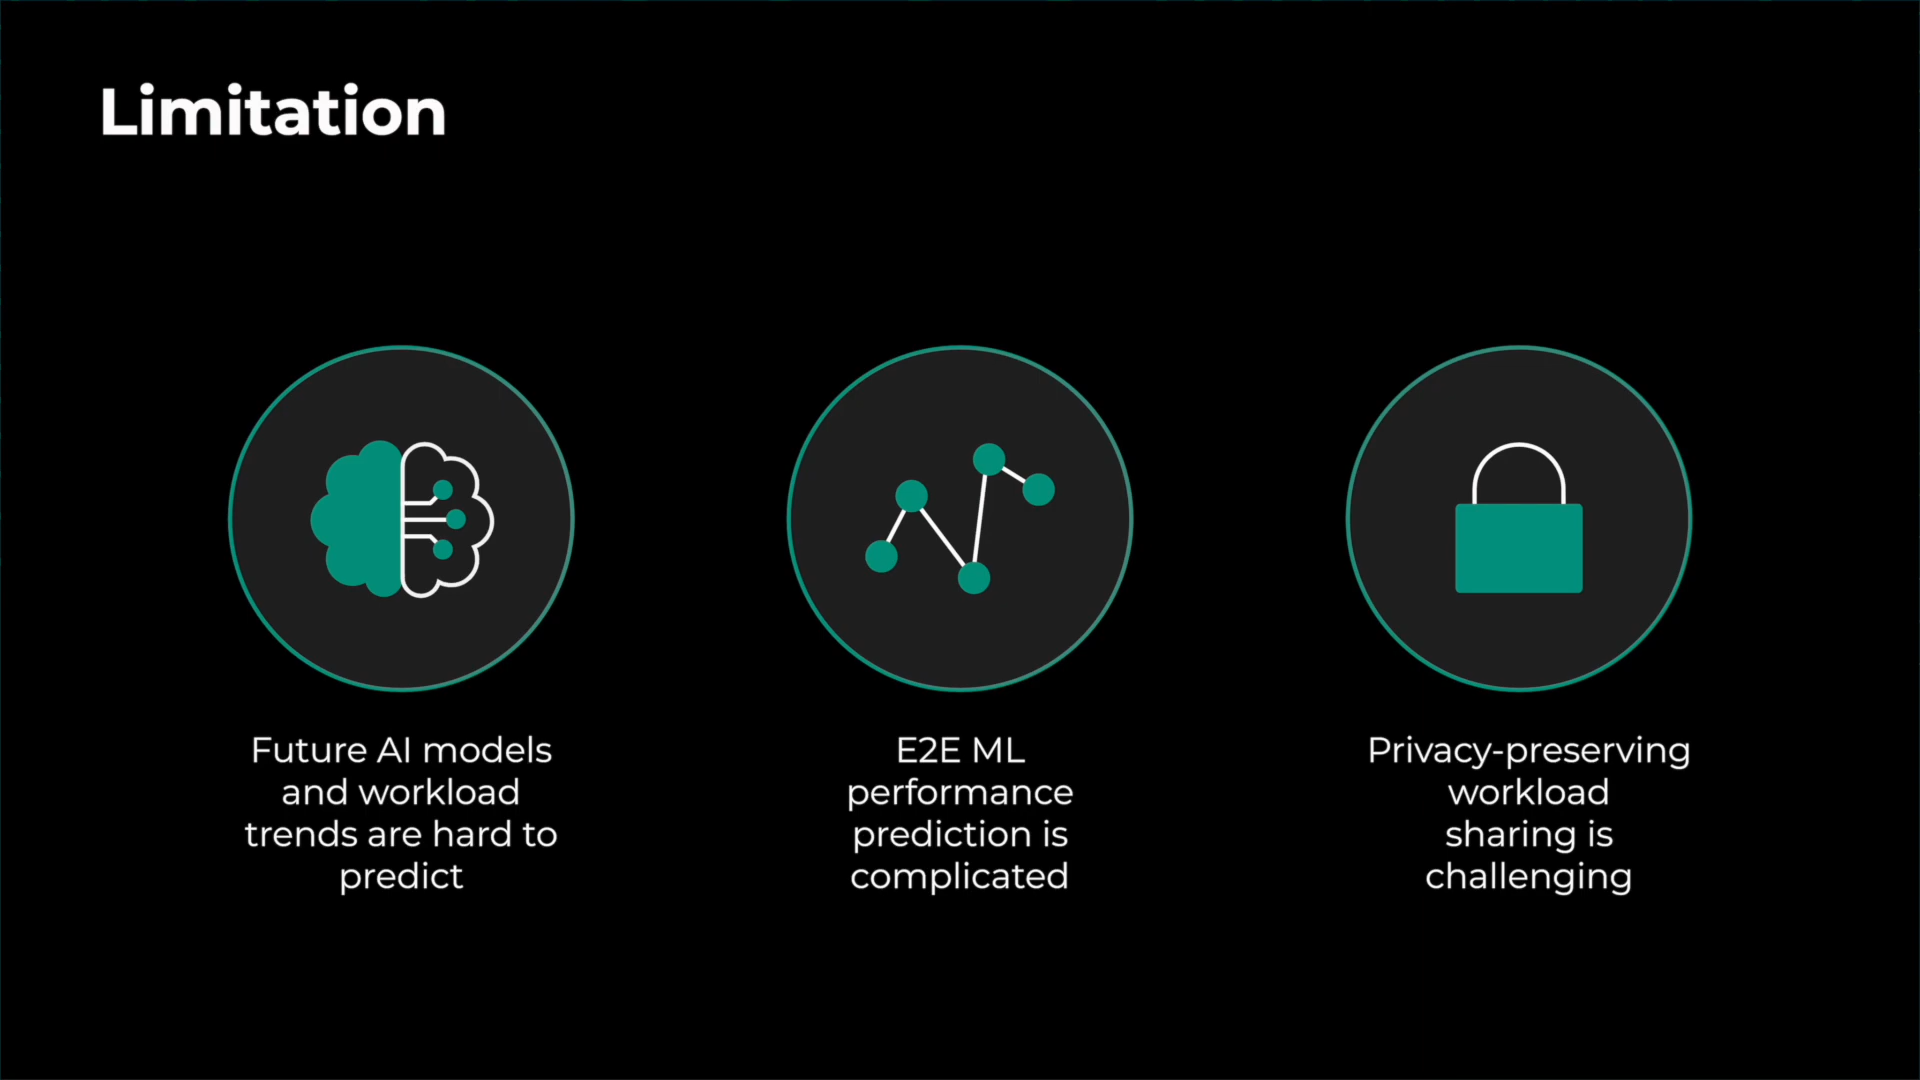 Limitation
Future AI models
and workload
trends are hard to
predict
E2E ML
performance
prediction is
complicated
Privacy-preserving
workload
sharing is
challenging